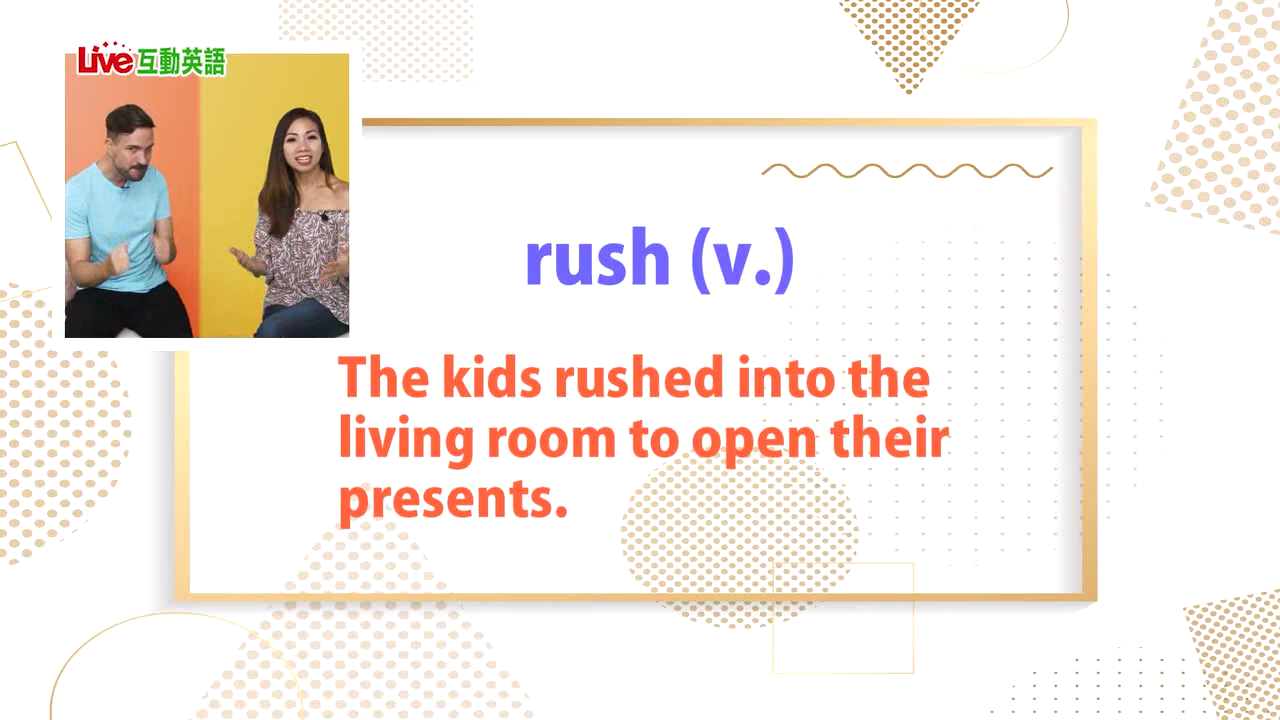 Live互動英語
rush (v.)
The kids rushed into the
living room to open their
presents.